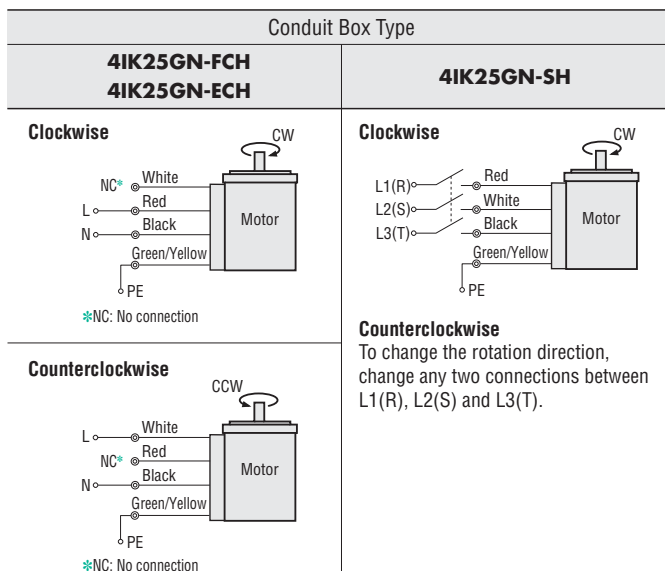 Conduit Box Type
4IK25GN-FCH
4IK25GN-ECH
4IK25GN-SH
Clockwise
CW
NC* White
L Red
N Black
Motor
Green/Yellow
PE
*NC: No connection
Counterclockwise
CCW
L White
NC* Red
N Black
Motor
Green/Yellow
PE
*NC: No connection
Clockwise
CW
L1(R) Red
L2(S) White
L3(T) Black
Motor
Green/Yellow
PE
Counterclockwise
To change the rotation direction,
change any two connections between
L1(R), L2(S) and L3(T).